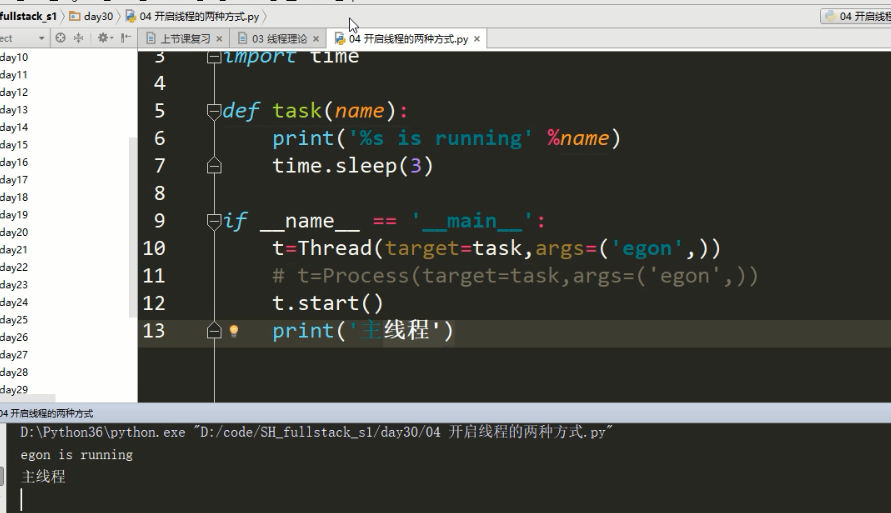 fullstack_s1 day30 04 开启线程的两种方式.py 04 开启线程
ect 上节课复习 03 线程理论 04 开启线程的两种方式.py
day10
day11
day12
day13
day14
day15
day16
day17
day18
day19
day20
day21
day22
day23
day24
day25
day26
day27
day28
day29
3 import time
4
5 def task(name):
6 print('%s is running' %name)
7 time.sleep(3)
8
9 if __name__ == '__main__':
10 t=Thread(target=task,args=('egon',))
11 # t=Process(target=task,args=('egon',))
12 t.start()
13 print('主线程')
04 开启线程的两种方式
D:\Python36\python.exe "D:/code/SH_fullstack_s1/day30/04 开启线程的两种方式.py"
egon is running
主线程